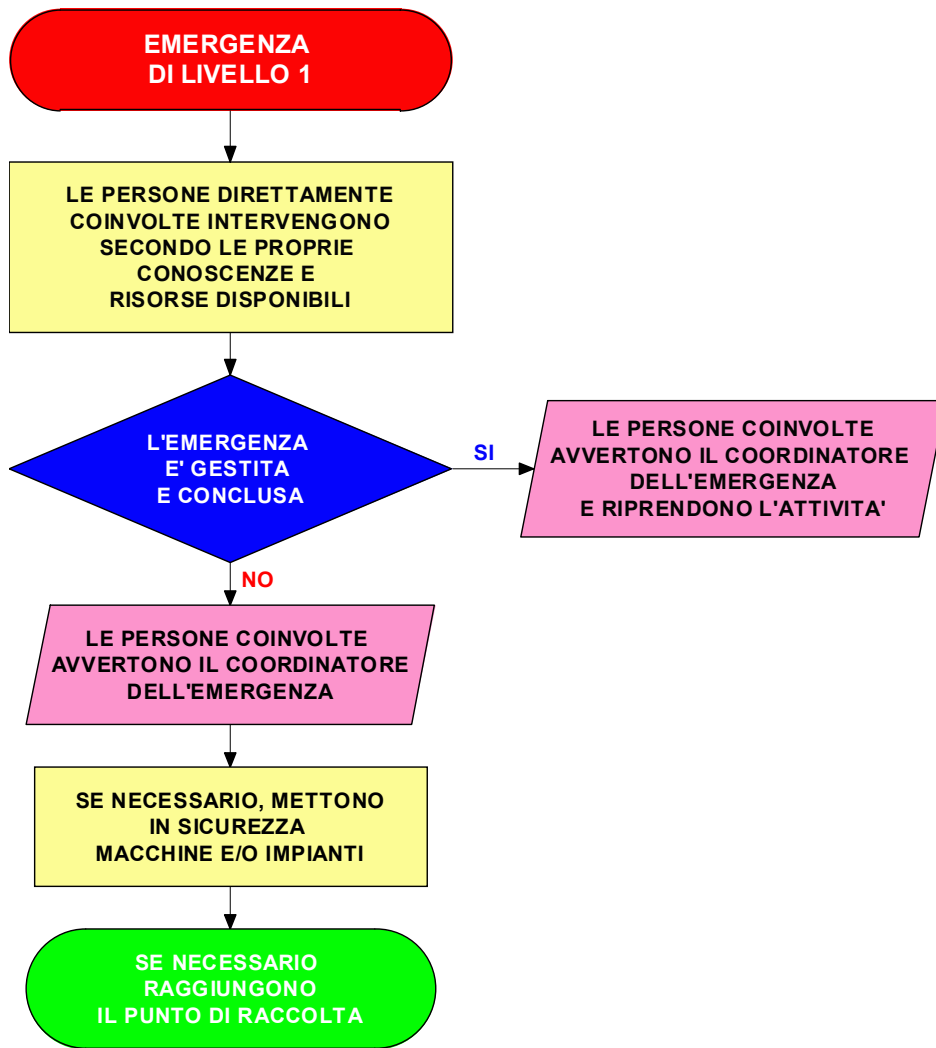 EMERGENZA
DI LIVELLO 1
LE PERSONE DIRETTAMENTE
COINVOLTE INTERVENGONO
SECONDO LE PROPRIE
CONOSCENZE E
RISORSE DISPONIBILI
L'EMERGENZA
E' GESTITA
E CONCLUSA
SI
LE PERSONE COINVOLTE
AVVERTONO IL COORDINATORE
DELL'EMERGENZA
E RIPRENDONO L'ATTIVITA'
NO
LE PERSONE COINVOLTE
AVVERTONO IL COORDINATORE
DELL'EMERGENZA
SE NECESSARIO, METTONO
IN SICUREZZA
MACCHINE E/O IMPIANTI
SE NECESSARIO
RAGGIUNGONO
IL PUNTO DI RACCOLTA